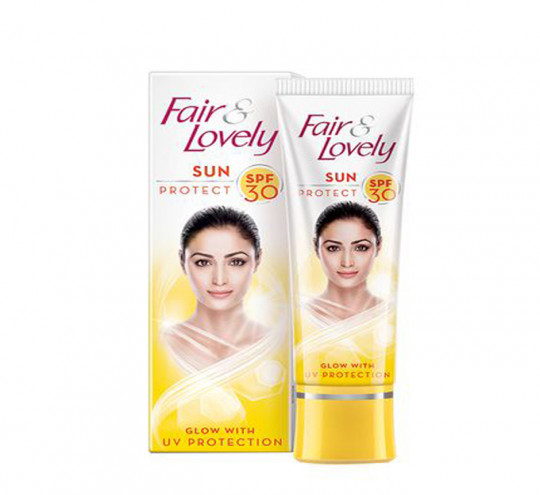 Fair &
Lovely
SUN
PROTECT
SPF
30
GLOW WITH
UV PROTECTION
Fair &
Lovely
SUN
PROTECT
SPF
30
GLOW WITH
UV PROTECTION